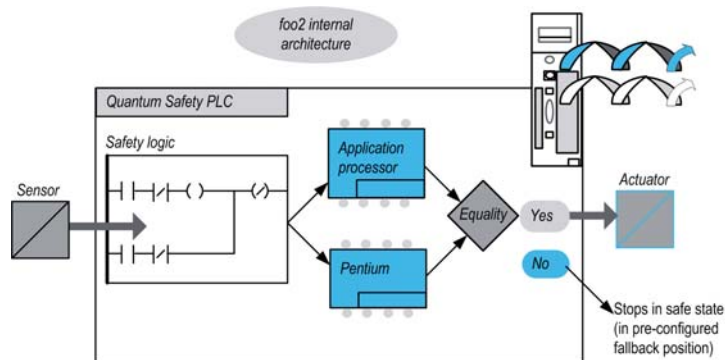 foo2 internal
architecture
Quantum Safety PLC
Safety logic
Sensor
Application
processor
Pentium
Equality
Yes
No
Actuator
Stops in safe state
(in pre-configured
fallback position)